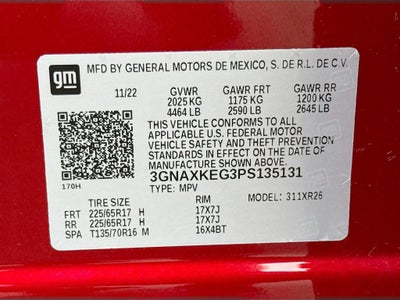 gm
MFD BY GENERAL MOTORS DE MEXICO, S. DE R.L. DE C.V.
11/22 GVWR GAWR FRT GAWR RR
2025 KG 1175 KG 1200 KG
4464 LB 2590 LB 2645 LB
THIS VEHICLE CONFORMS TO ALL
APPLICABLE U.S. FEDERAL MOTOR
VEHICLE SAFETY AND THEFT
PREVENTION STANDARDS IN EFFECT
ON THE DATE OF MANUFACTURE
SHOWN ABOVE.
3GNAXKEG3PS135131
170H TYPE: MPV MODEL: 311XR26
TIRE SIZE RIM
FRT 225/65R17 H 17X7J
RR 225/65R17 H 17X7J
SPA T135/70R16 M 16X4BT